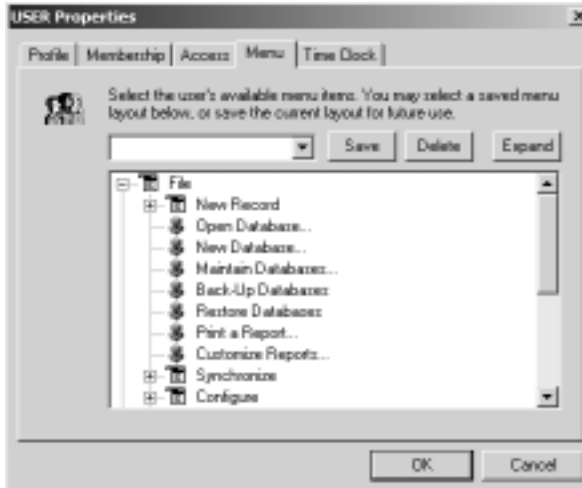 USER Properties
Profile Membership Access Menu Time Clock
Select the user's available menu items. You may select a saved menu
layout below, or save the current layout for future use.
Save Delete Expand
File
New Record
Open Database...
New Database...
Maintain Databases...
Back-Up Databases
Restore Databases
Print a Report...
Customize Reports...
Synchronize
Configure
OK Cancel